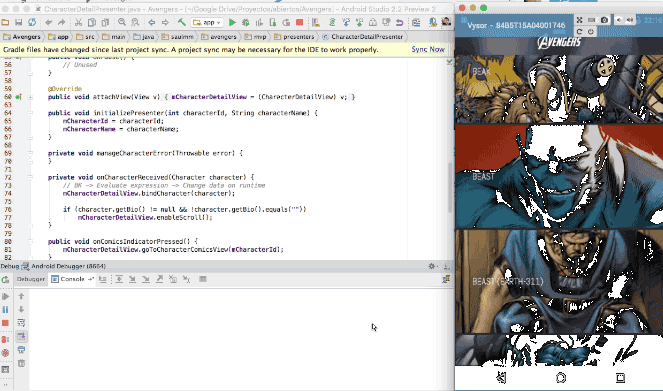 CharacterDetailPresenter.java - Avengers - [~/Google Drive/Proyectos/abiertos/Avengers] - Android Studio 2.2 Preview 2
app
Gradle files have changed since last project sync. A project sync may be necessary for the IDE to work properly.
Sync Now
Avengers
app
src
main
java
saulmm
avengers
mvp
presenters
CharacterDetailPresenter
56 // Unused
57 }
58
59 @Override
60 public void attachView(View v) { mCharacterDetailView = (CharacterDetailView) v; }
63
64 public void initializePresenter(int characterId, String characterName) {
65 mCharacterId = characterId;
66 mCharacterName = characterName;
67 }
68
69 private void manageCharacterError(Throwable error) {
70 }
71
72 private void onCharacterReceived(Character character) {
73 // BK -> Evaluate expression -> Change data on runtime
74 mCharacterDetailView.bindCharacter(character);
75
76 if (character.getBio() != null && !character.getBio().equals(""))
77 mCharacterDetailView.enableScroll();
78 }
79
80 public void onComicsIndicatorPressed() {
81 mCharacterDetailView.goToCharacterComicsView(mCharacterId);
82 }
Debug
Android Debugger (8664)
Debugger
Console
Vysor - 84B5T15A04001746
AVENGERS
BEAK
BEAST
BEAST (EARTH-311)